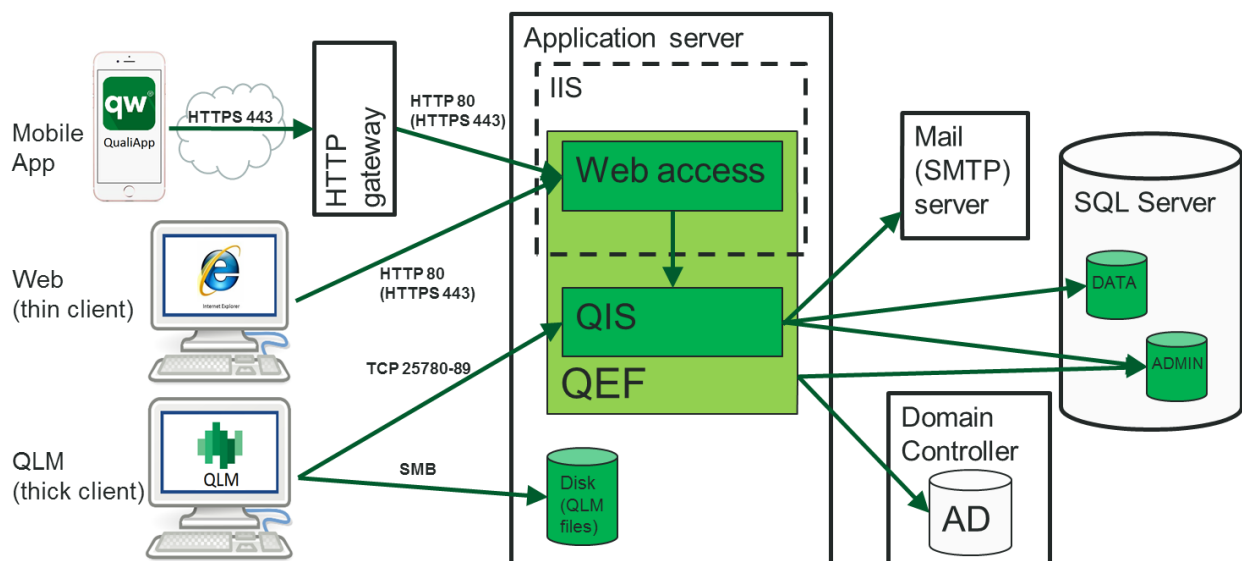 Mobile
App
qw
QualiApp
HTTPS 443
HTTP
gateway
HTTP 80
(HTTPS 443)
Application server
IIS
Web access
QIS
QEF
Web
(thin client)
Internet Explorer
HTTP 80
(HTTPS 443)
QLM
(thick client)
QLM
TCP 25780-89
SMB
Disk
(QLM
files)
Mail
(SMTP)
server
SQL Server
DATA
ADMIN
Domain
Controller
AD